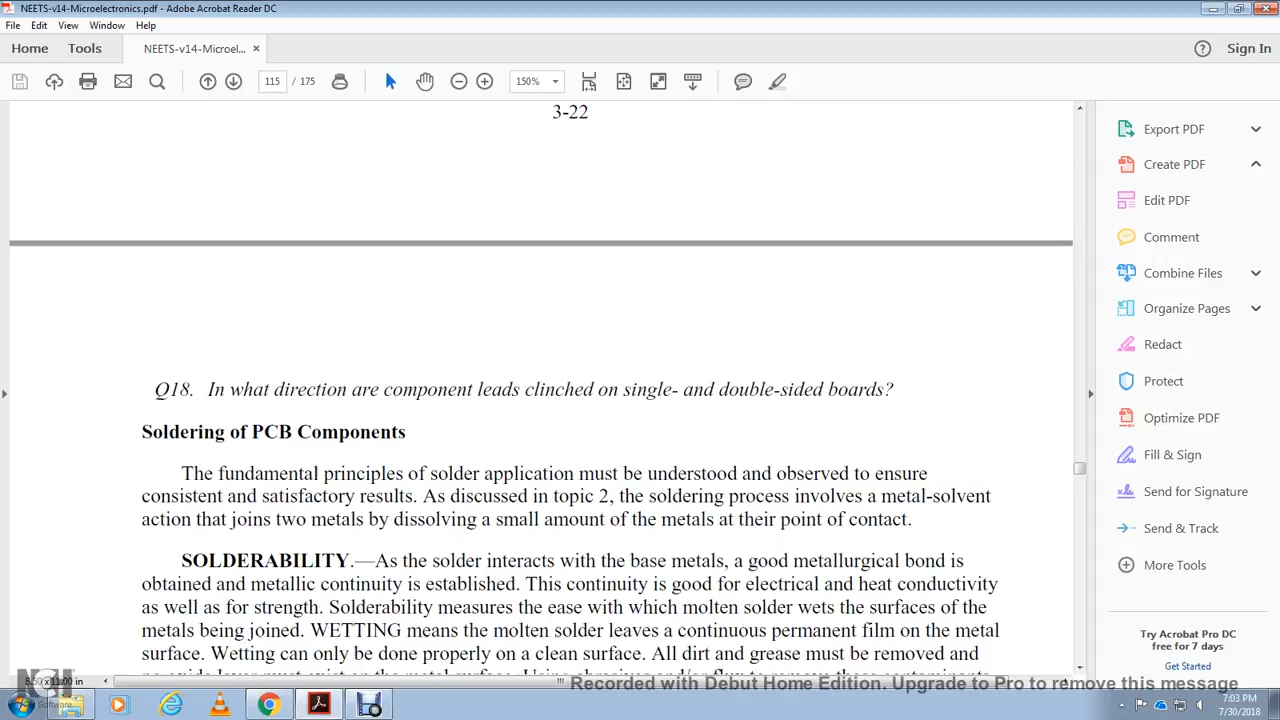 NEETS-v14-Microelectronics.pdf - Adobe Acrobat Reader DC
File Edit View Window Help
Home Tools NEETS-v14-Microel... × Sign In
115 / 175 150%
3-22
Q18. In what direction are component leads clinched on single- and double-sided boards?
Soldering of PCB Components
The fundamental principles of solder application must be understood and observed to ensure
consistent and satisfactory results. As discussed in topic 2, the soldering process involves a metal-solvent
action that joins two metals by dissolving a small amount of the metals at their point of contact.
SOLDERABILITY.—As the solder interacts with the base metals, a good metallurgical bond is
obtained and metallic continuity is established. This continuity is good for electrical and heat conductivity
as well as for strength. Solderability measures the ease with which molten solder wets the surfaces of the
metals being joined. WETTING means the molten solder leaves a continuous permanent film on the metal
surface. Wetting can only be done properly on a clean surface. All dirt and grease must be removed and
Export PDF
Create PDF
Edit PDF
Comment
Combine Files
Organize Pages
Redact
Protect
Optimize PDF
Fill & Sign
Send for Signature
Send & Track
More Tools
Try Acrobat Pro DC
free for 7 days
Get Started
8.50 x 11.00 in
" Recorded with Debut Home Edition. Upgrade to Pro to remove this message
NCH
Software
7:03 PM
7/30/2018